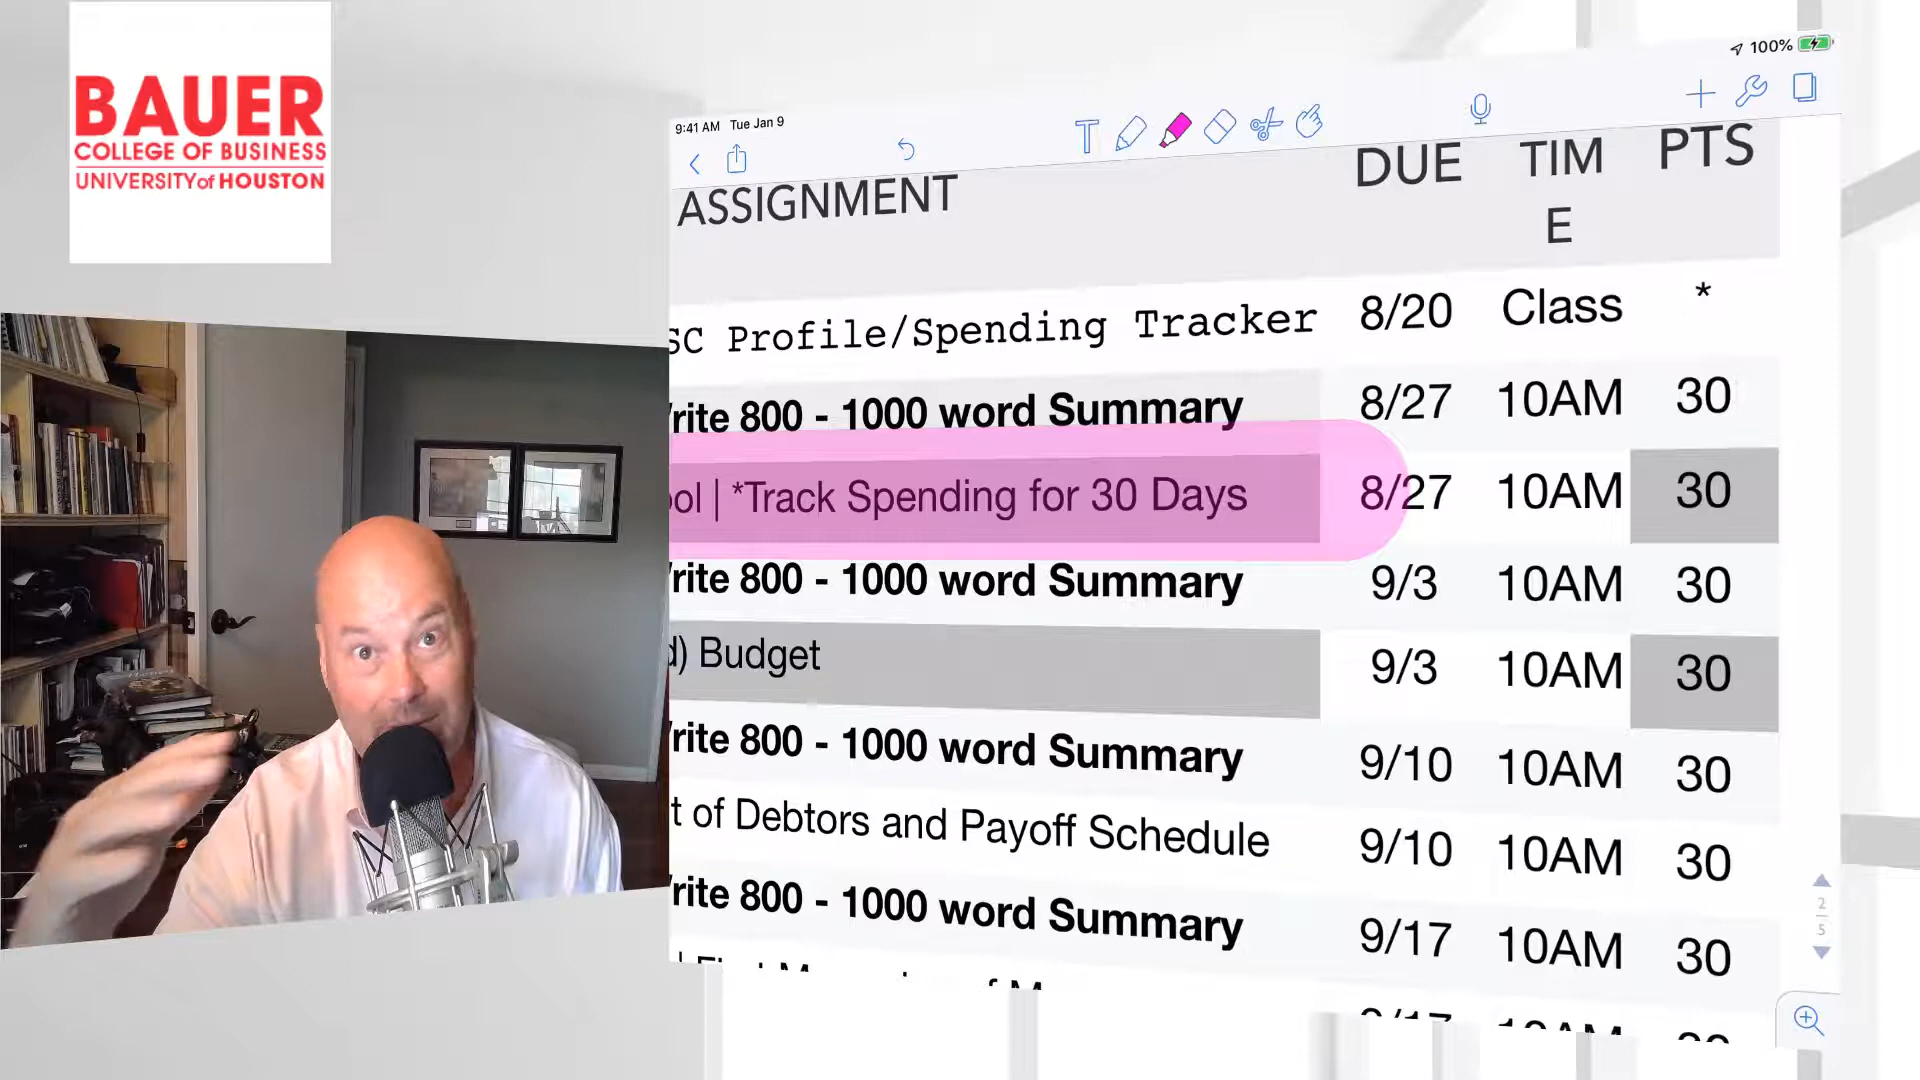 BAUER
COLLEGE OF BUSINESS
UNIVERSITY of HOUSTON
100%
9:41 AM Tue Jan 9
ASSIGNMENT DUE TIM PTS
E
SC Profile/Spending Tracker 8/20 Class *
rite 800 - 1000 word Summary 8/27 10AM 30
ool | *Track Spending for 30 Days 8/27 10AM 30
rite 800 - 1000 word Summary 9/3 10AM 30
d) Budget 9/3 10AM 30
rite 800 - 1000 word Summary 9/10 10AM 30
t of Debtors and Payoff Schedule 9/10 10AM 30
rite 800 - 1000 word Summary 9/17 10AM 30
2
5